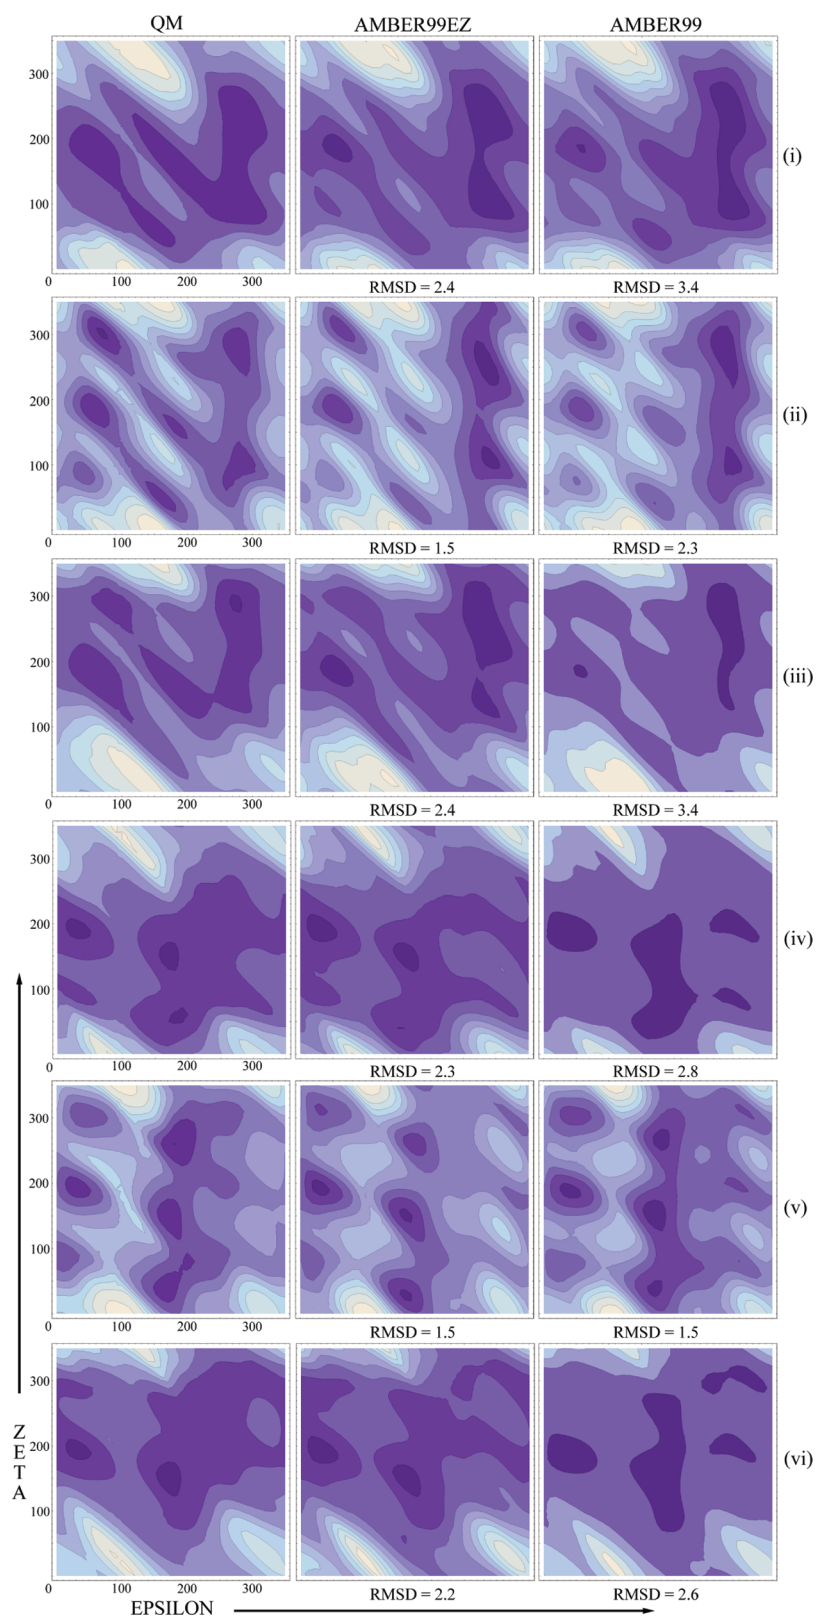 QM AMBER99EZ AMBER99
300
200 (i)
100
0
0 100 200 300
RMSD = 2.4 RMSD = 3.4
300
200 (ii)
100
0 100 200 300
RMSD = 1.5 RMSD = 2.3
300
200 (iii)
100
0 100 200 300
RMSD = 2.4 RMSD = 3.4
300
200 (iv)
100
0 100 200 300
RMSD = 2.3 RMSD = 2.8
300
200 (v)
100
0 100 200 300
RMSD = 1.5 RMSD = 1.5
300
200 (vi)
100
0 100 200 300
RMSD = 2.2 RMSD = 2.6
ZETA
EPSILON